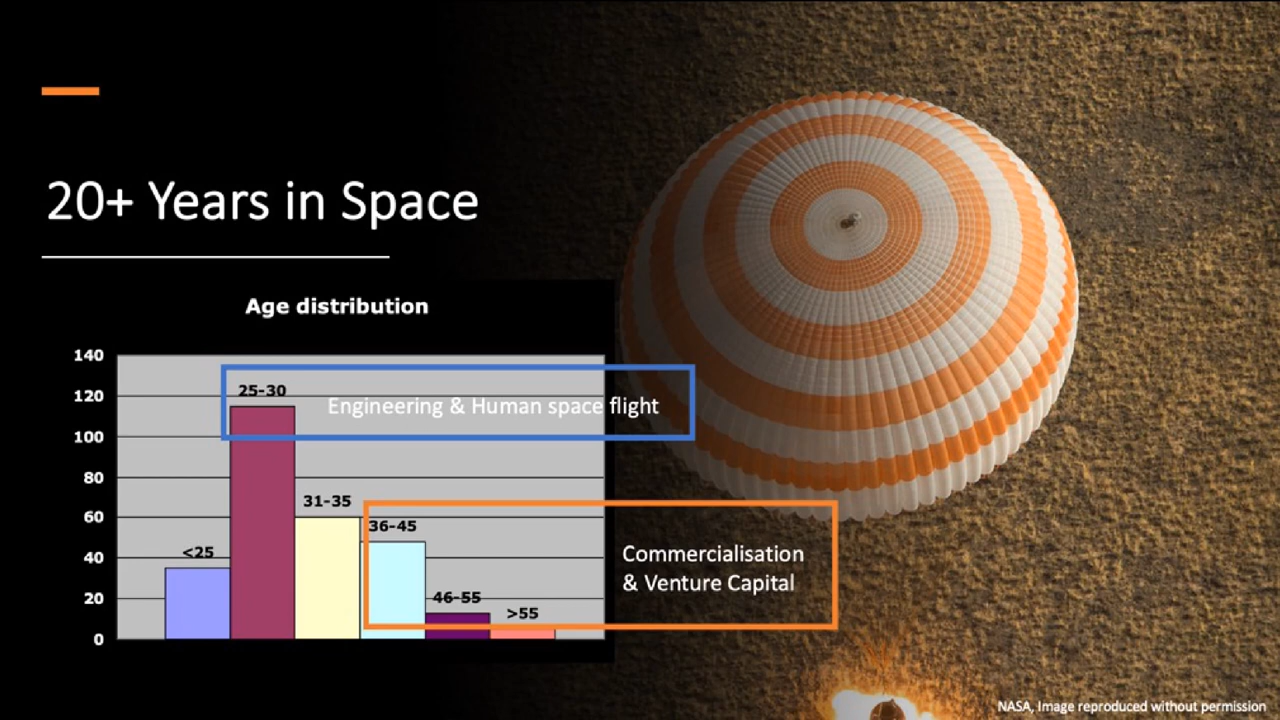 20+ Years in Space
Age distribution
140
120
100
80
60
40
20
0
<25
25-30
31-35
36-45
46-55
>55
Engineering & Human space flight
Commercialisation
& Venture Capital
NASA, Image reproduced without permission